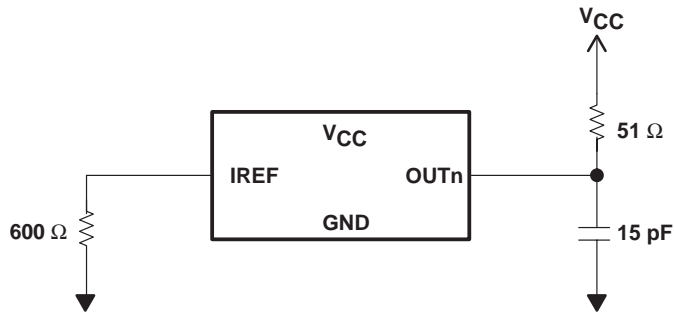 VCC
51 Ω
VCC
IREF
OUTn
600 Ω
GND
15 pF